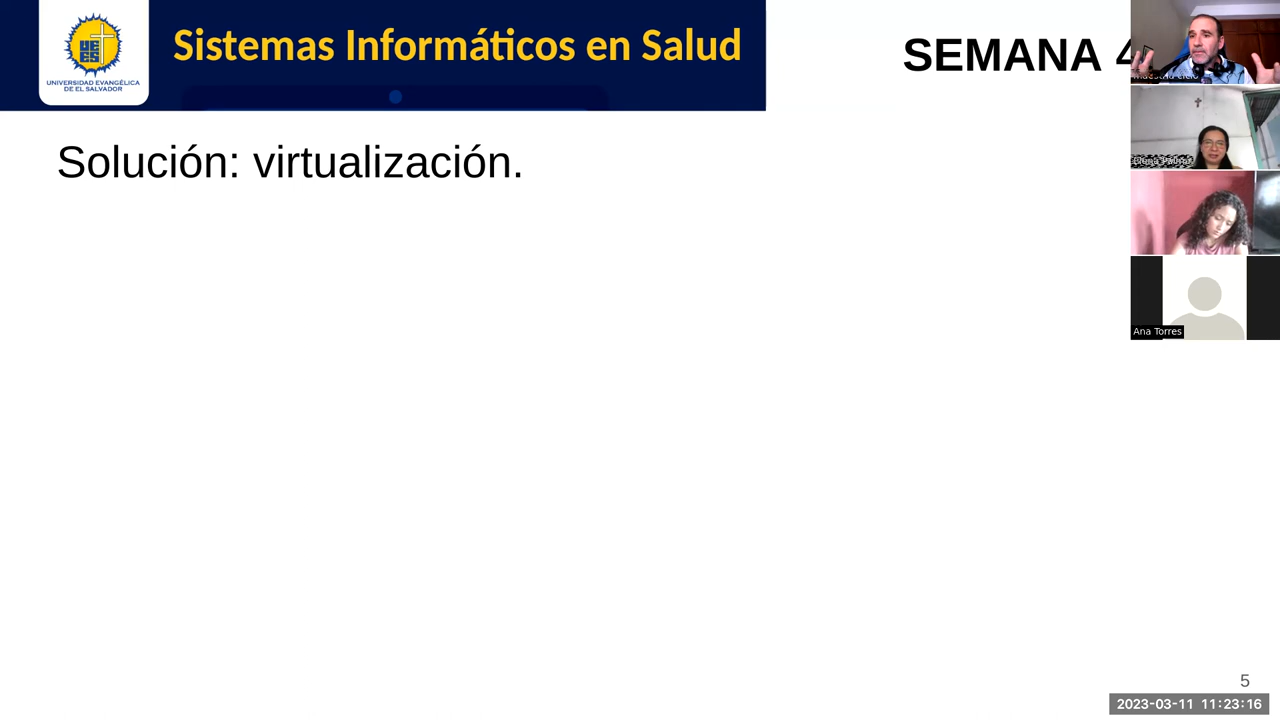 UEES
UNIVERSIDAD EVANGÉLICA
DE EL SALVADOR
Sistemas Informáticos en Salud
SEMANA 4
Solución: virtualización.
Ana Torres
5
2023-03-11 11:23:16